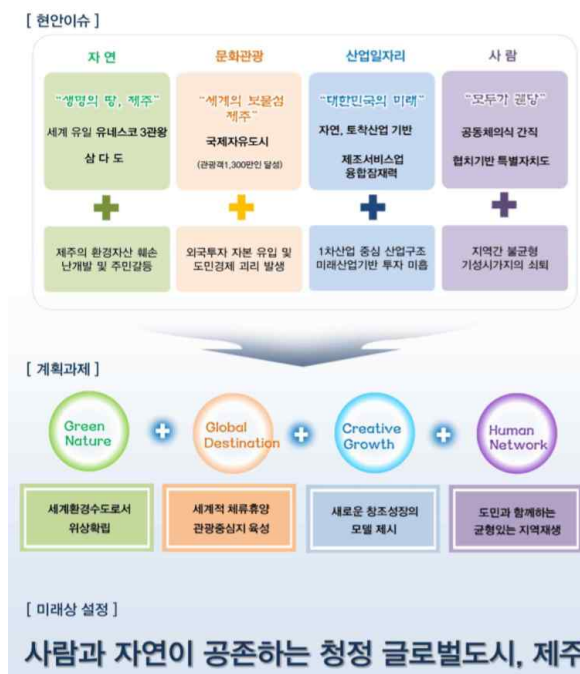 [ 현안이슈 ]
자 연
문화관광
산업일자리
사 람
"생명의 땅, 제주"
세계 유일 유네스코 3관왕
삼 다 도
"세계의 보물섬
제주"
국제자유도시
(관광객1,300만인 달성)
"대한민국의 미래"
자연, 토착산업 기반
제조서비스업
융합잠재력
"모두가 괸당"
공동체의식 간직
협치기반 특별자치도
제주의 환경자산 훼손
난개발 및 주민갈등
외국투자 자본 유입 및
도민경제 괴리 발생
1차산업 중심 산업구조
미래산업기반 투자 미흡
지역간 불균형
기성시가지의 쇠퇴
[ 계획과제 ]
Green
Nature
Global
Destination
Creative
Growth
Human
Network
세계환경수도로서
위상확립
세계적 체류휴양
관광중심지 육성
새로운 창조성장의
모델 제시
도민과 함께하는
균형있는 지역재생
[ 미래상 설정 ]
사람과 자연이 공존하는 청정 글로벌도시, 제주